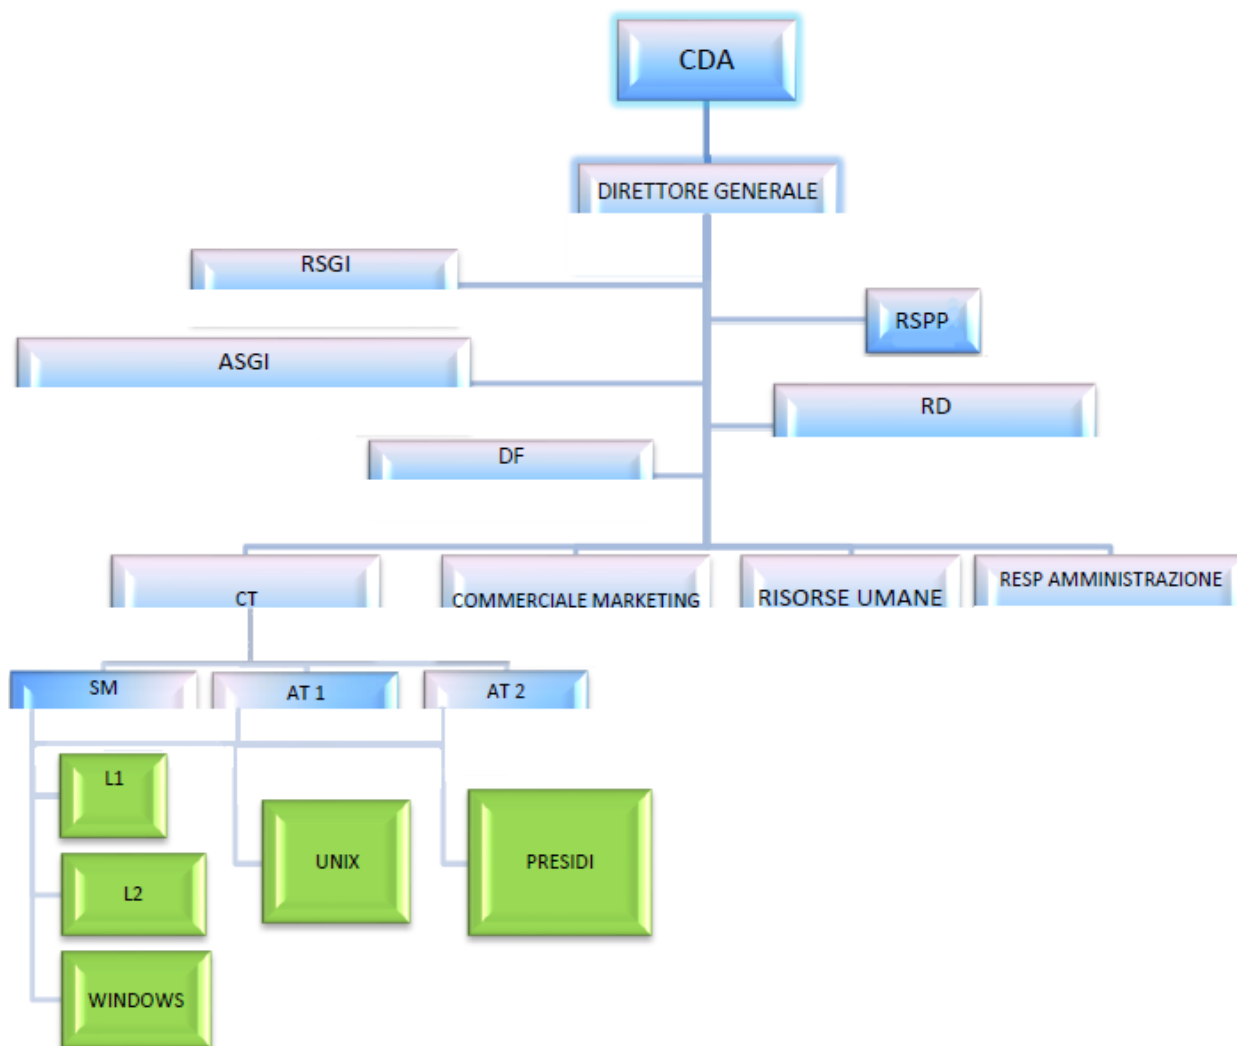 CDA
DIRETTORE GENERALE
RSGI
RSPP
ASGI
RD
DF
CT
COMMERCIALE MARKETING
RISORSE UMANE
RESP AMMINISTRAZIONE
SM
AT 1
AT 2
L1
UNIX
PRESIDI
L2
WINDOWS